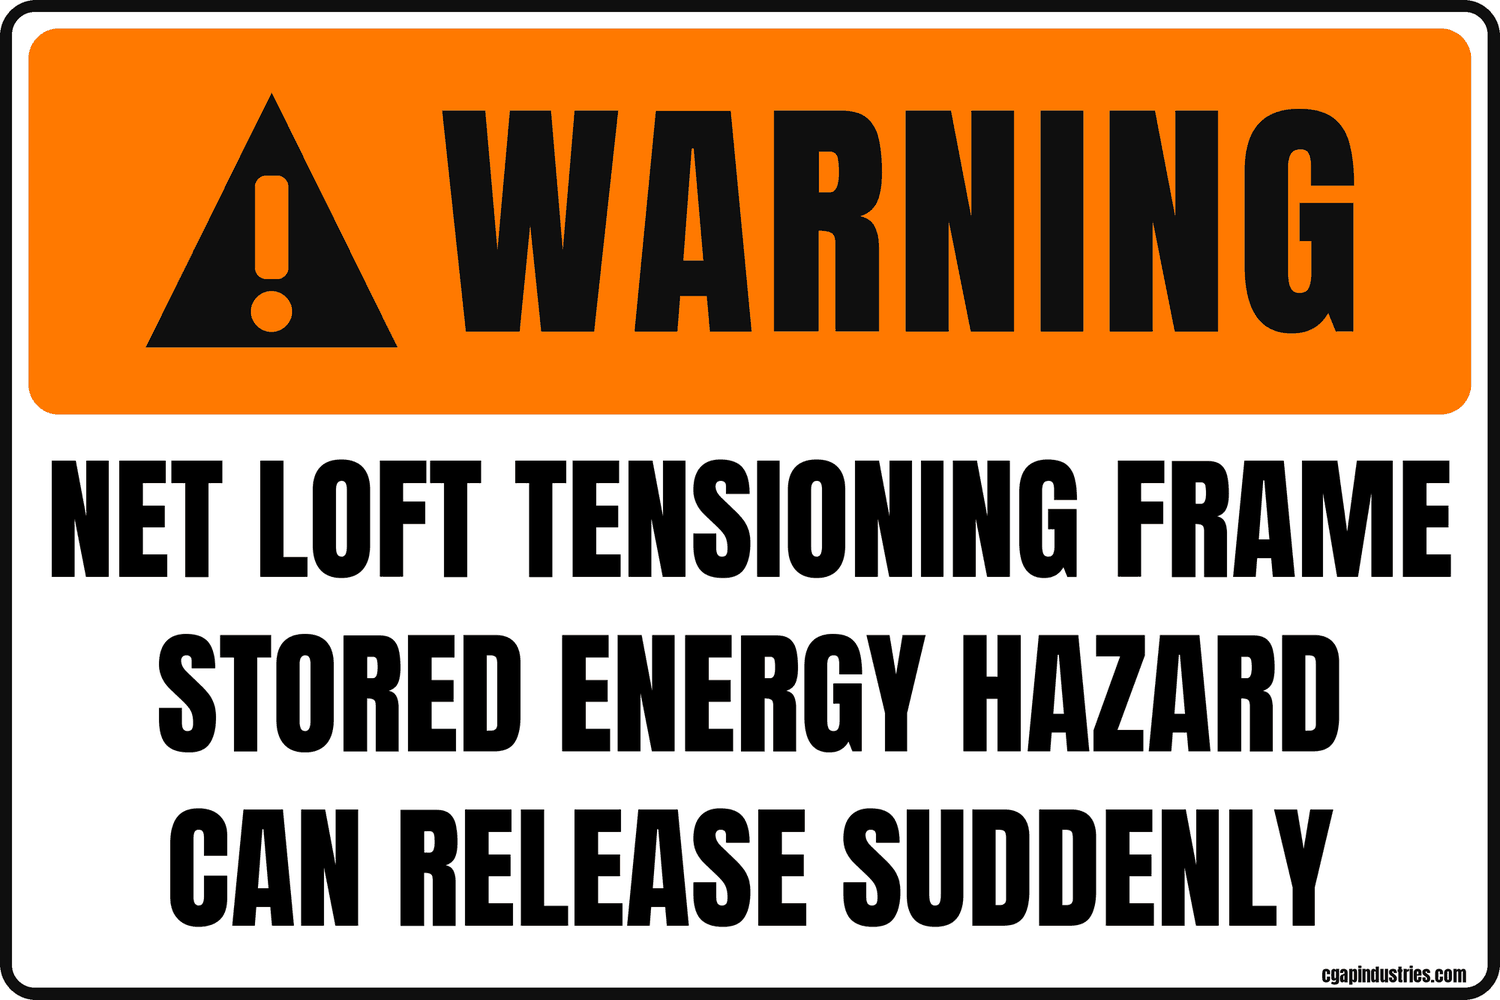 WARNING
NET LOFT TENSIONING FRAME
STORED ENERGY HAZARD
CAN RELEASE SUDDENLY
cgapindustries.com